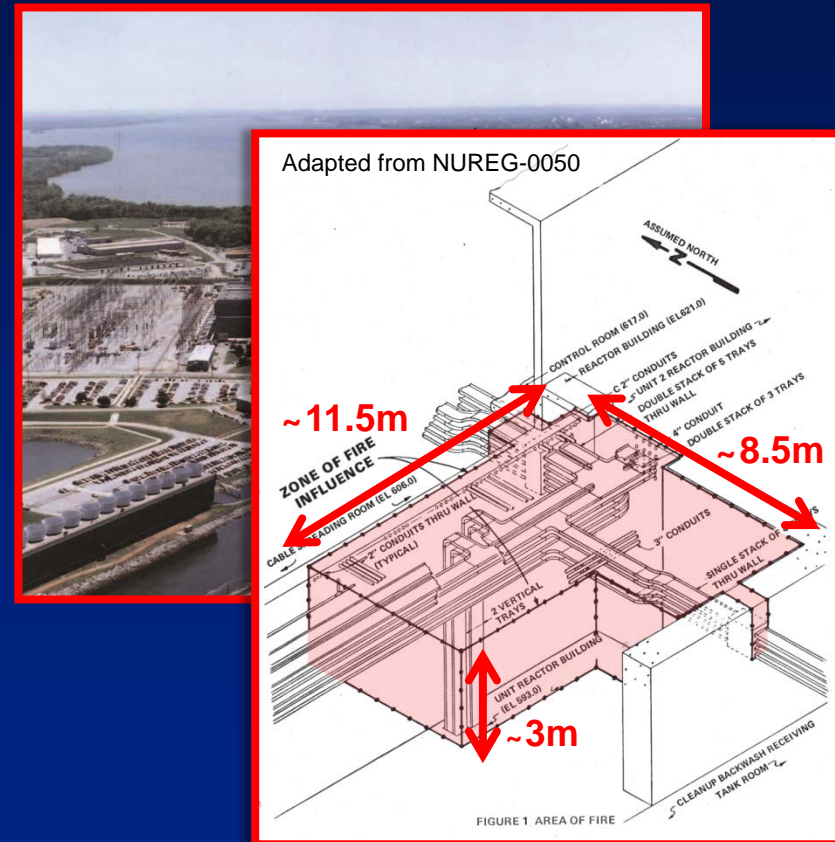 Adapted from NUREG-0050
ASSUMED NORTH
Z
CONTROL ROOM (617.0)
REACTOR BUILDING (EL621.0)
2" CONDUITS
UNIT 2 REACTOR BUILDING
DOUBLE STACK OF 5 TRAYS
THRU WALL
4" CONDUIT
DOUBLE STACK OF 3 TRAYS
~11.5m
~8.5m
ZONE OF FIRE
INFLUENCE
CABLE SPREADING ROOM (EL 606.0)
2" CONDUITS THRU WALL
(TYPICAL)
3" CONDUITS
SINGLE STACK OF TRAYS
THRU WALL
2 VERTICAL
TRAYS
UNIT REACTOR BUILDING
(EL 593.0)
~3m
CLEANUP BACKWASH RECEIVING
TANK ROOM
FIGURE 1 AREA OF FIRE